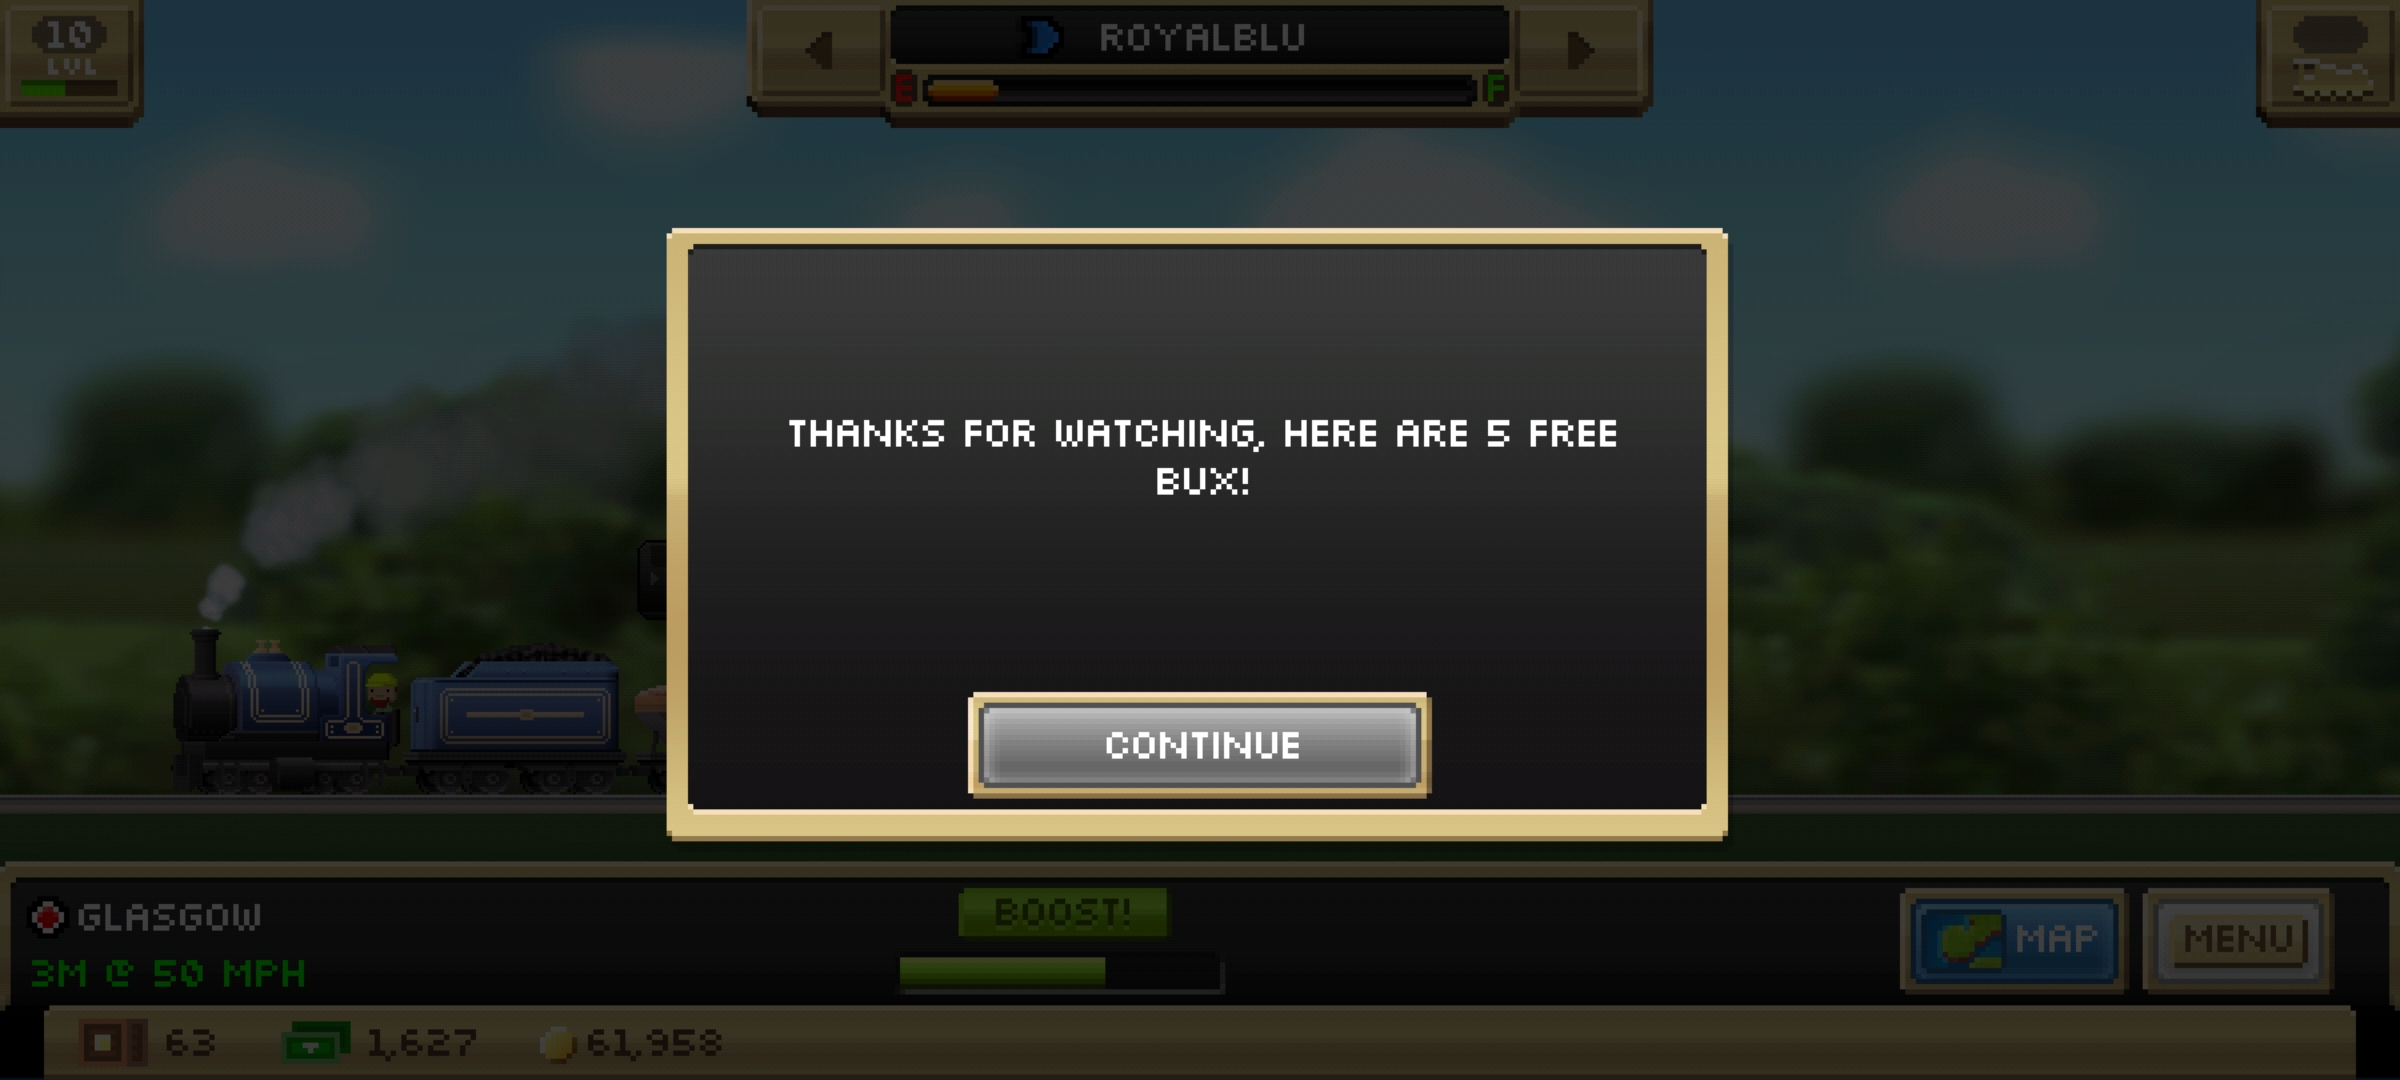 10
LVL
ROYALBLU
E F
THANKS FOR WATCHING, HERE ARE 5 FREE
BUX!
CONTINUE
GLASGOW
3M @ 50 MPH
BOOST!
MAP
MENU
63 1,627 61,958